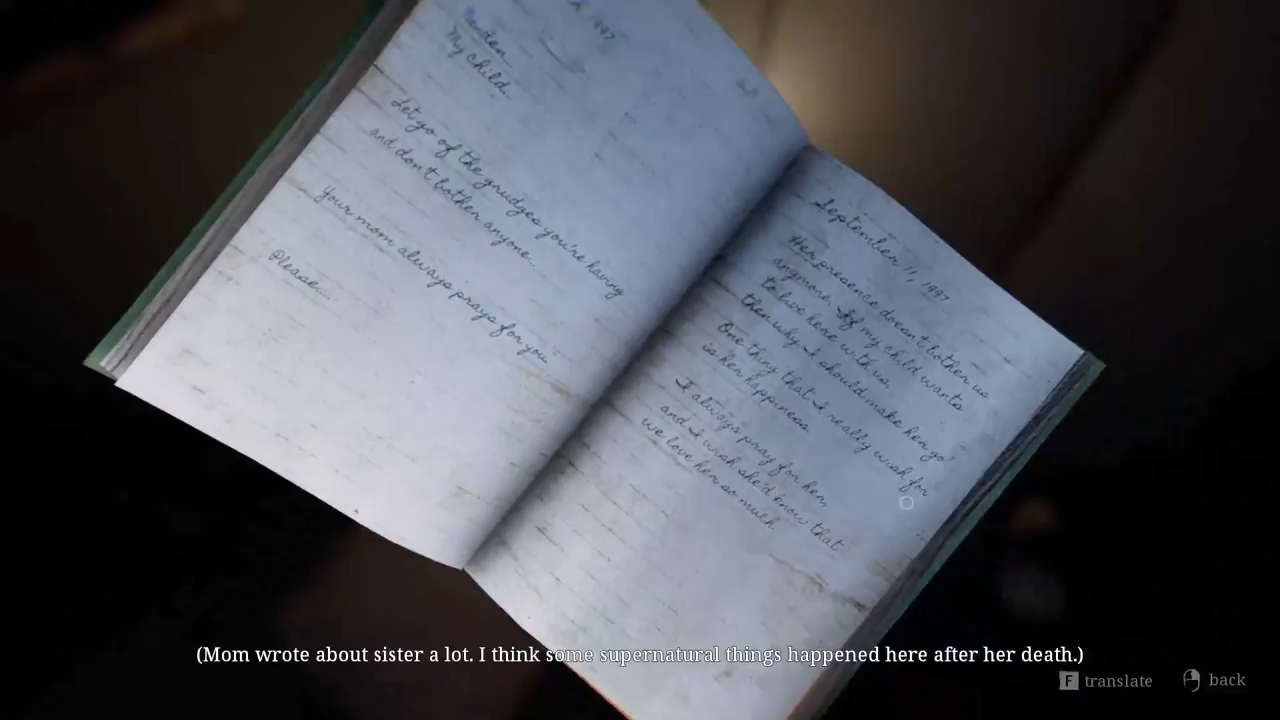 1997
My child.
Let go of the grudges you're having
and don't bother anyone...
Your mom always prays for you.
Please...
September 11, 1997
Her presence doesn't bother us
anymore. If my child wants
to live here with us,
then why I should make her go
One thing that I really wish for
is her happiness.
I always pray for her,
and I wish she'd know that
we love her so much
(Mom wrote about sister a lot. I think some supernatural things happened here after her death.)
F translate
back